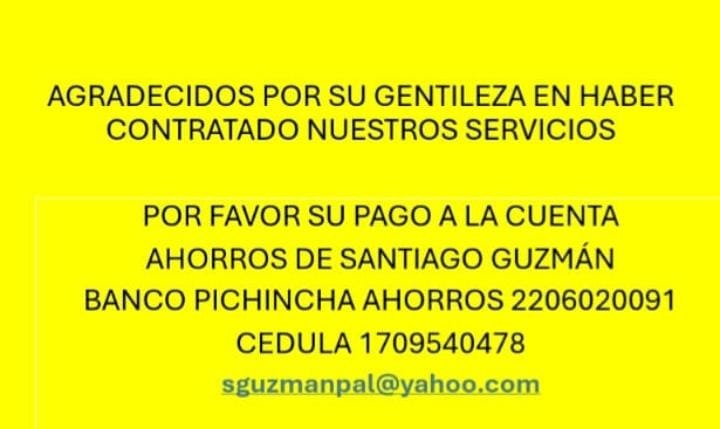 AGRADECIDOS POR SU GENTILEZA EN HABER
CONTRATADO NUESTROS SERVICIOS
POR FAVOR SU PAGO A LA CUENTA
AHORROS DE SANTIAGO GUZMÁN
BANCO PICHINCHA AHORROS 2206020091
CEDULA 1709540478
sguzmanpal@yahoo.com